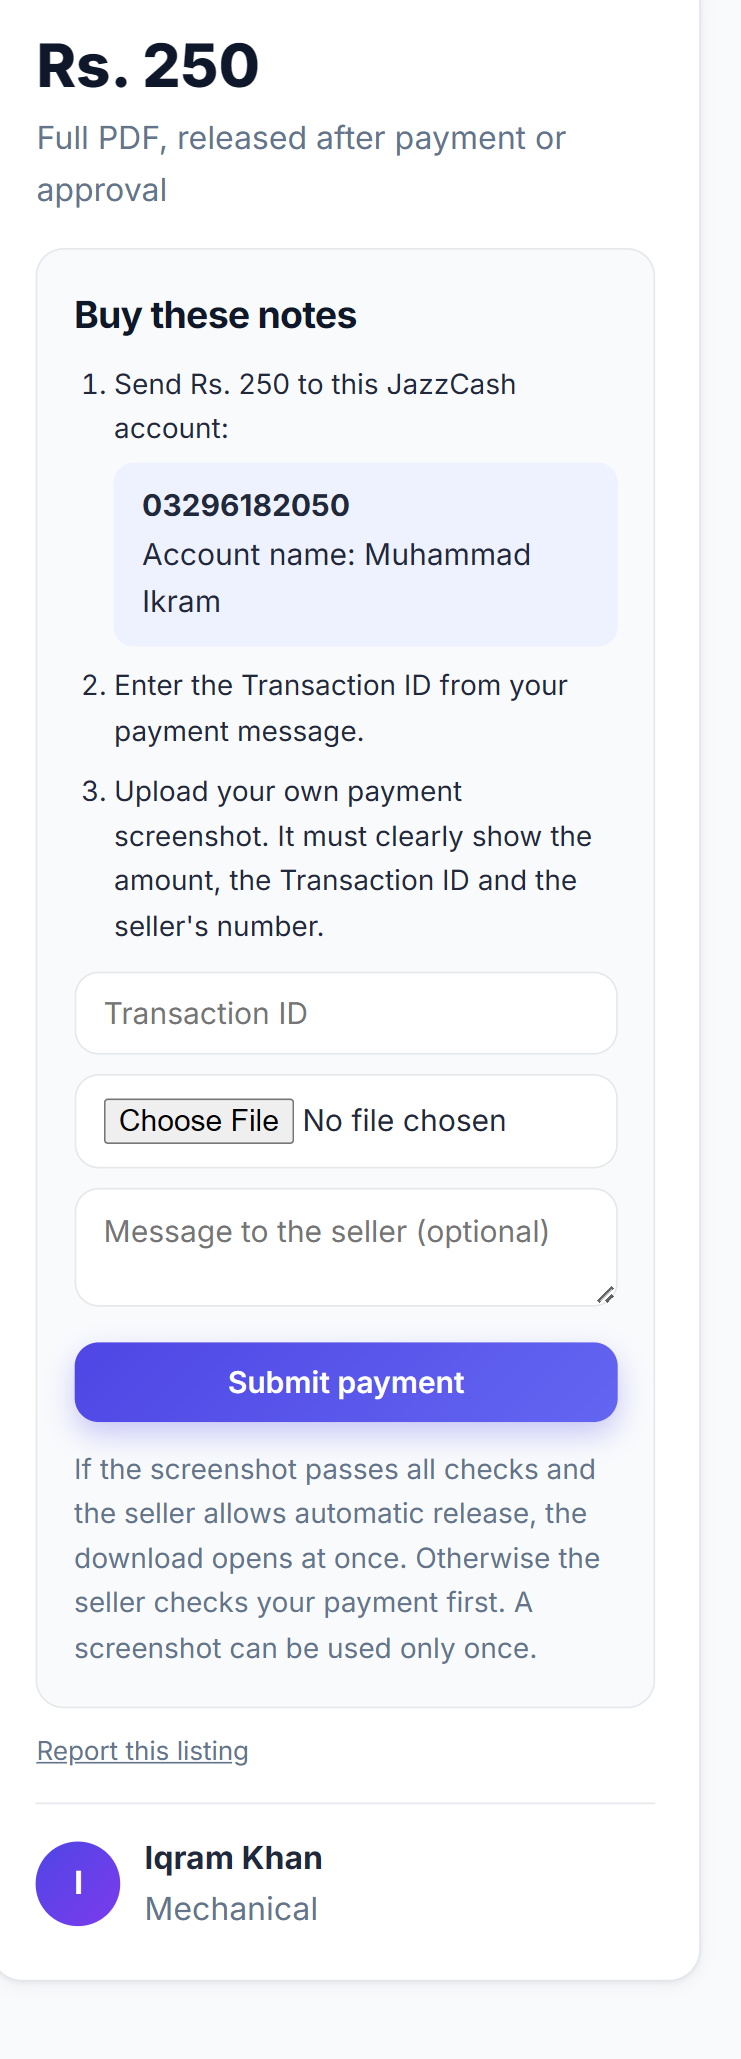 Rs. 250
Full PDF, released after payment or
approval
Buy these notes
1. Send Rs. 250 to this JazzCash
account:
03296182050
Account name: Muhammad
Ikram
2. Enter the Transaction ID from your
payment message.
3. Upload your own payment
screenshot. It must clearly show the
amount, the Transaction ID and the
seller's number.
Transaction ID
Choose File No file chosen
Message to the seller (optional)
Submit payment
If the screenshot passes all checks and
the seller allows automatic release, the
download opens at once. Otherwise the
seller checks your payment first. A
screenshot can be used only once.
Report this listing
I
Iqram Khan
Mechanical